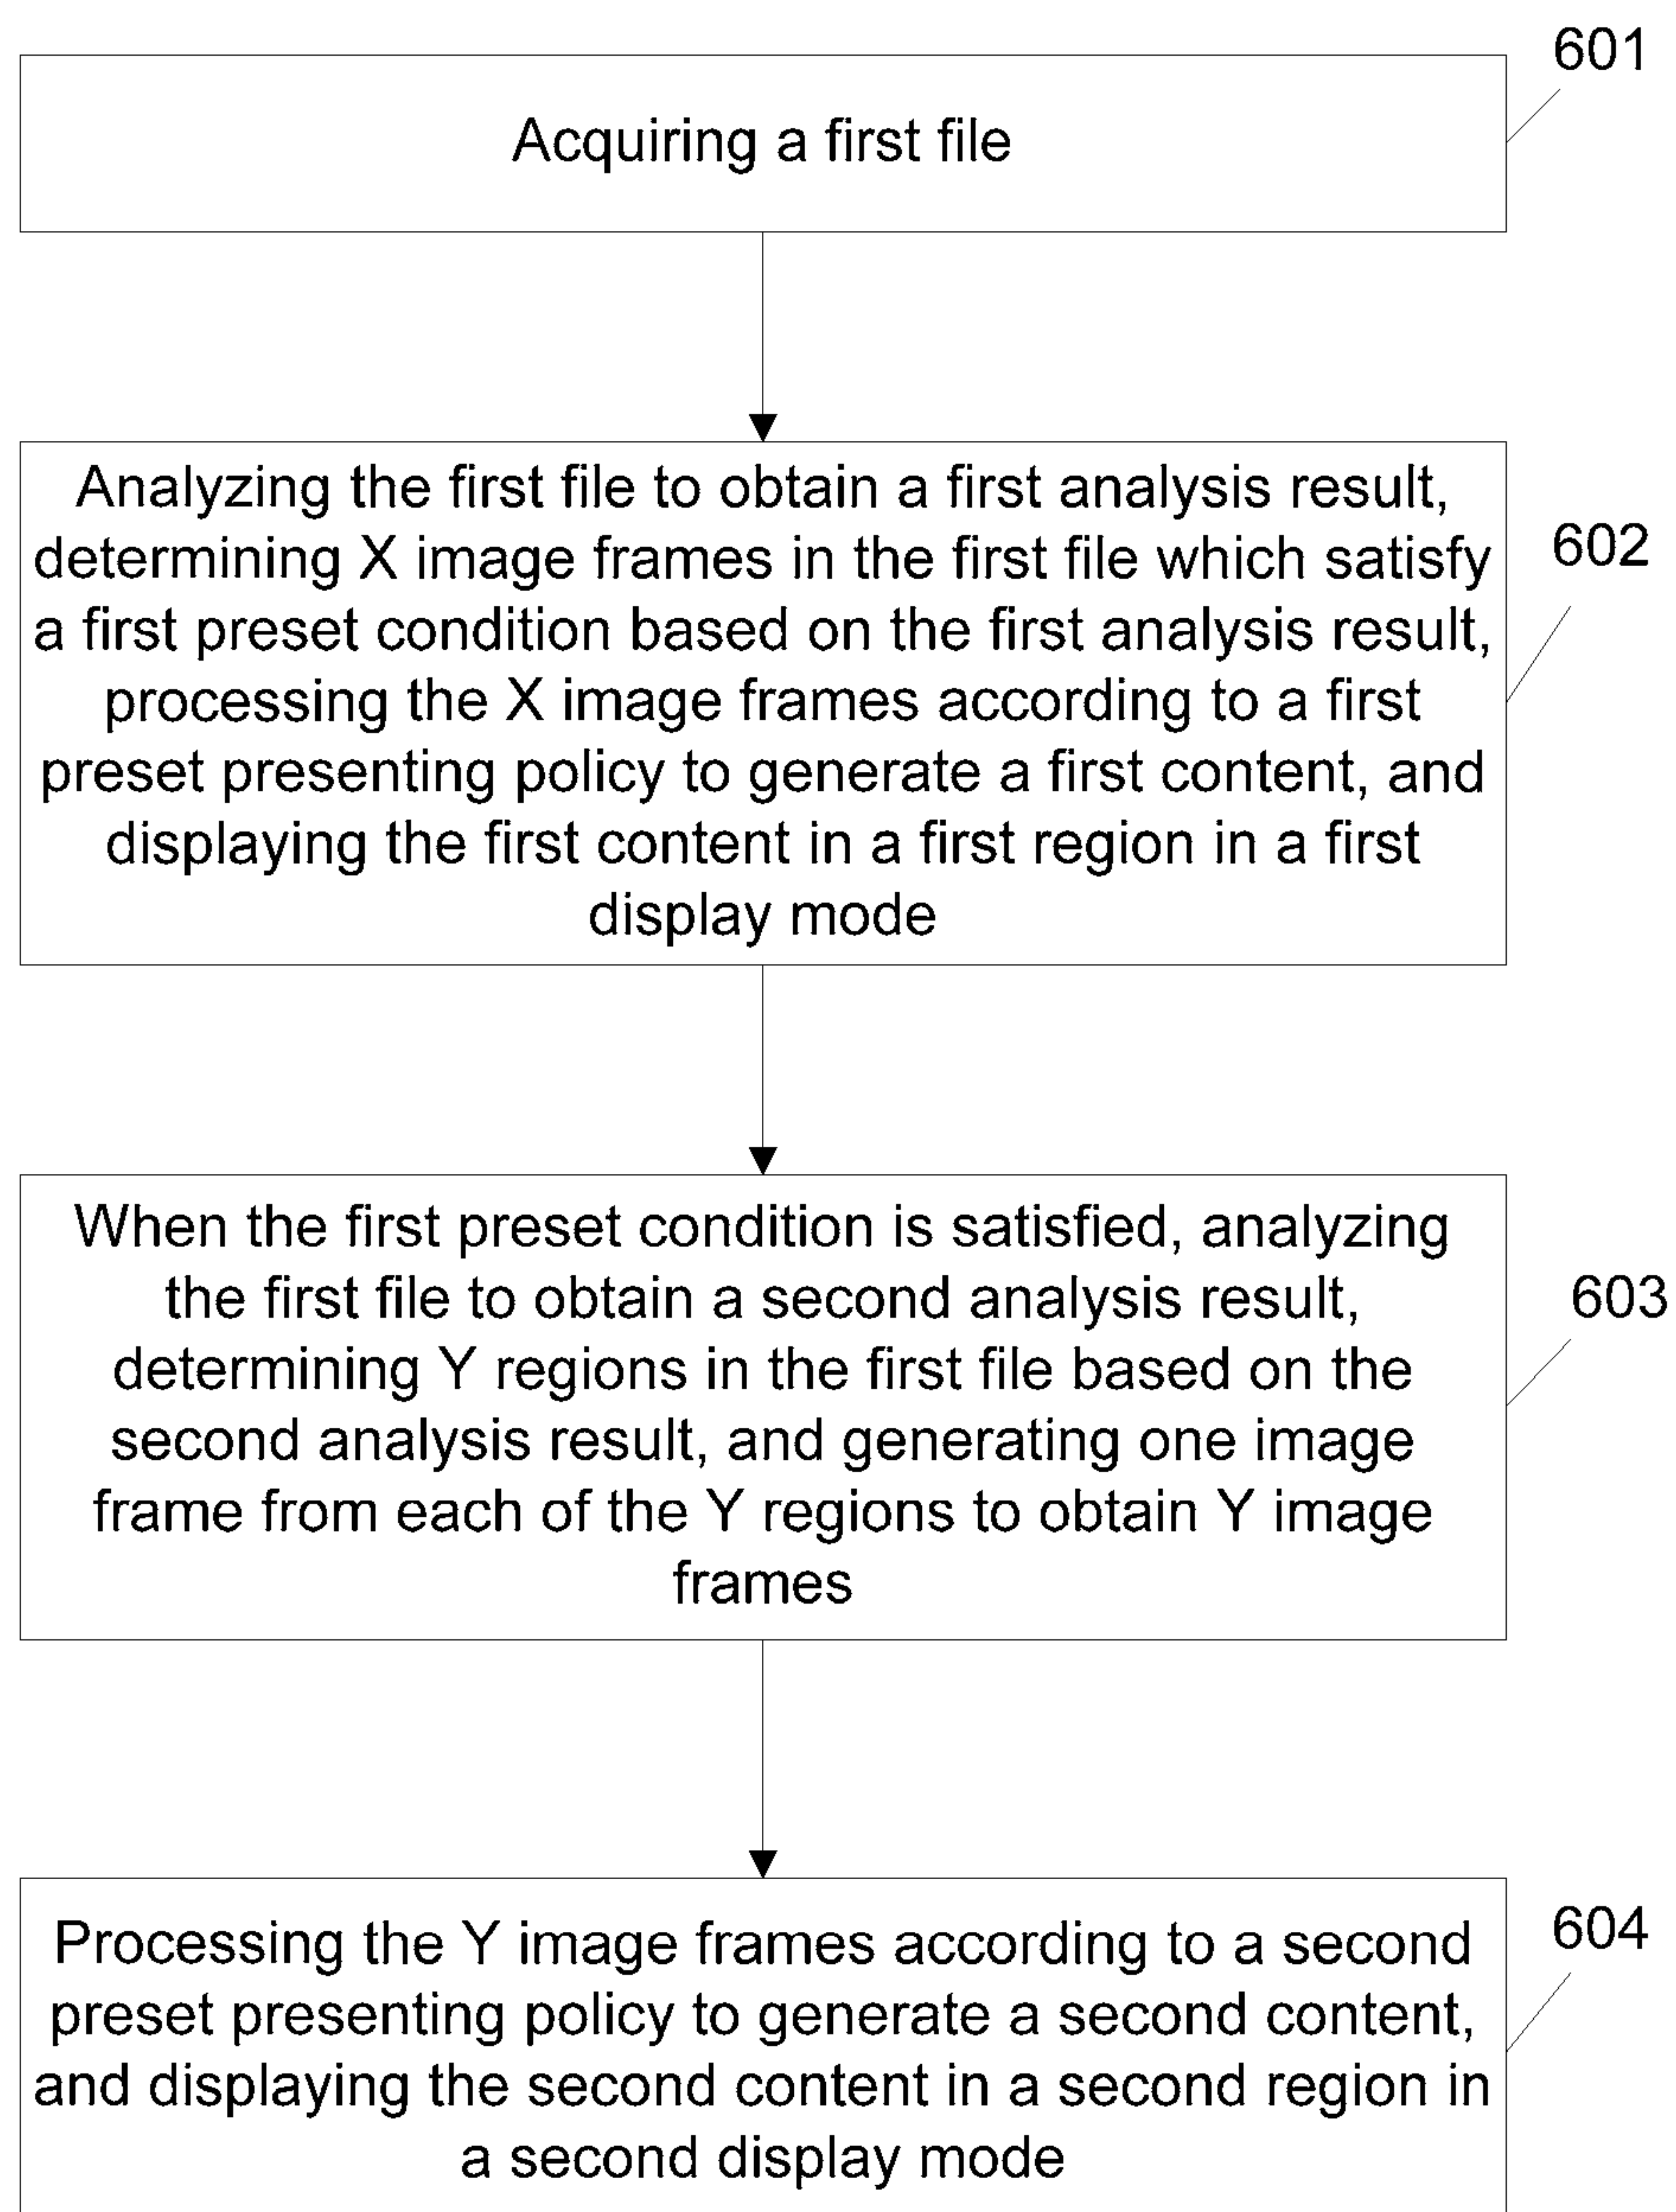 601
Acquiring a first file
Analyzing the first file to obtain a first analysis result,
determining X image frames in the first file which satisfy
a first preset condition based on the first analysis result,
processing the X image frames according to a first
preset presenting policy to generate a first content, and
displaying the first content in a first region in a first
display mode
602
When the first preset condition is satisfied, analyzing
the first file to obtain a second analysis result,
determining Y regions in the first file based on the
second analysis result, and generating one image
frame from each of the Y regions to obtain Y image
frames
603
Processing the Y image frames according to a second
preset presenting policy to generate a second content,
and displaying the second content in a second region in
a second display mode
604